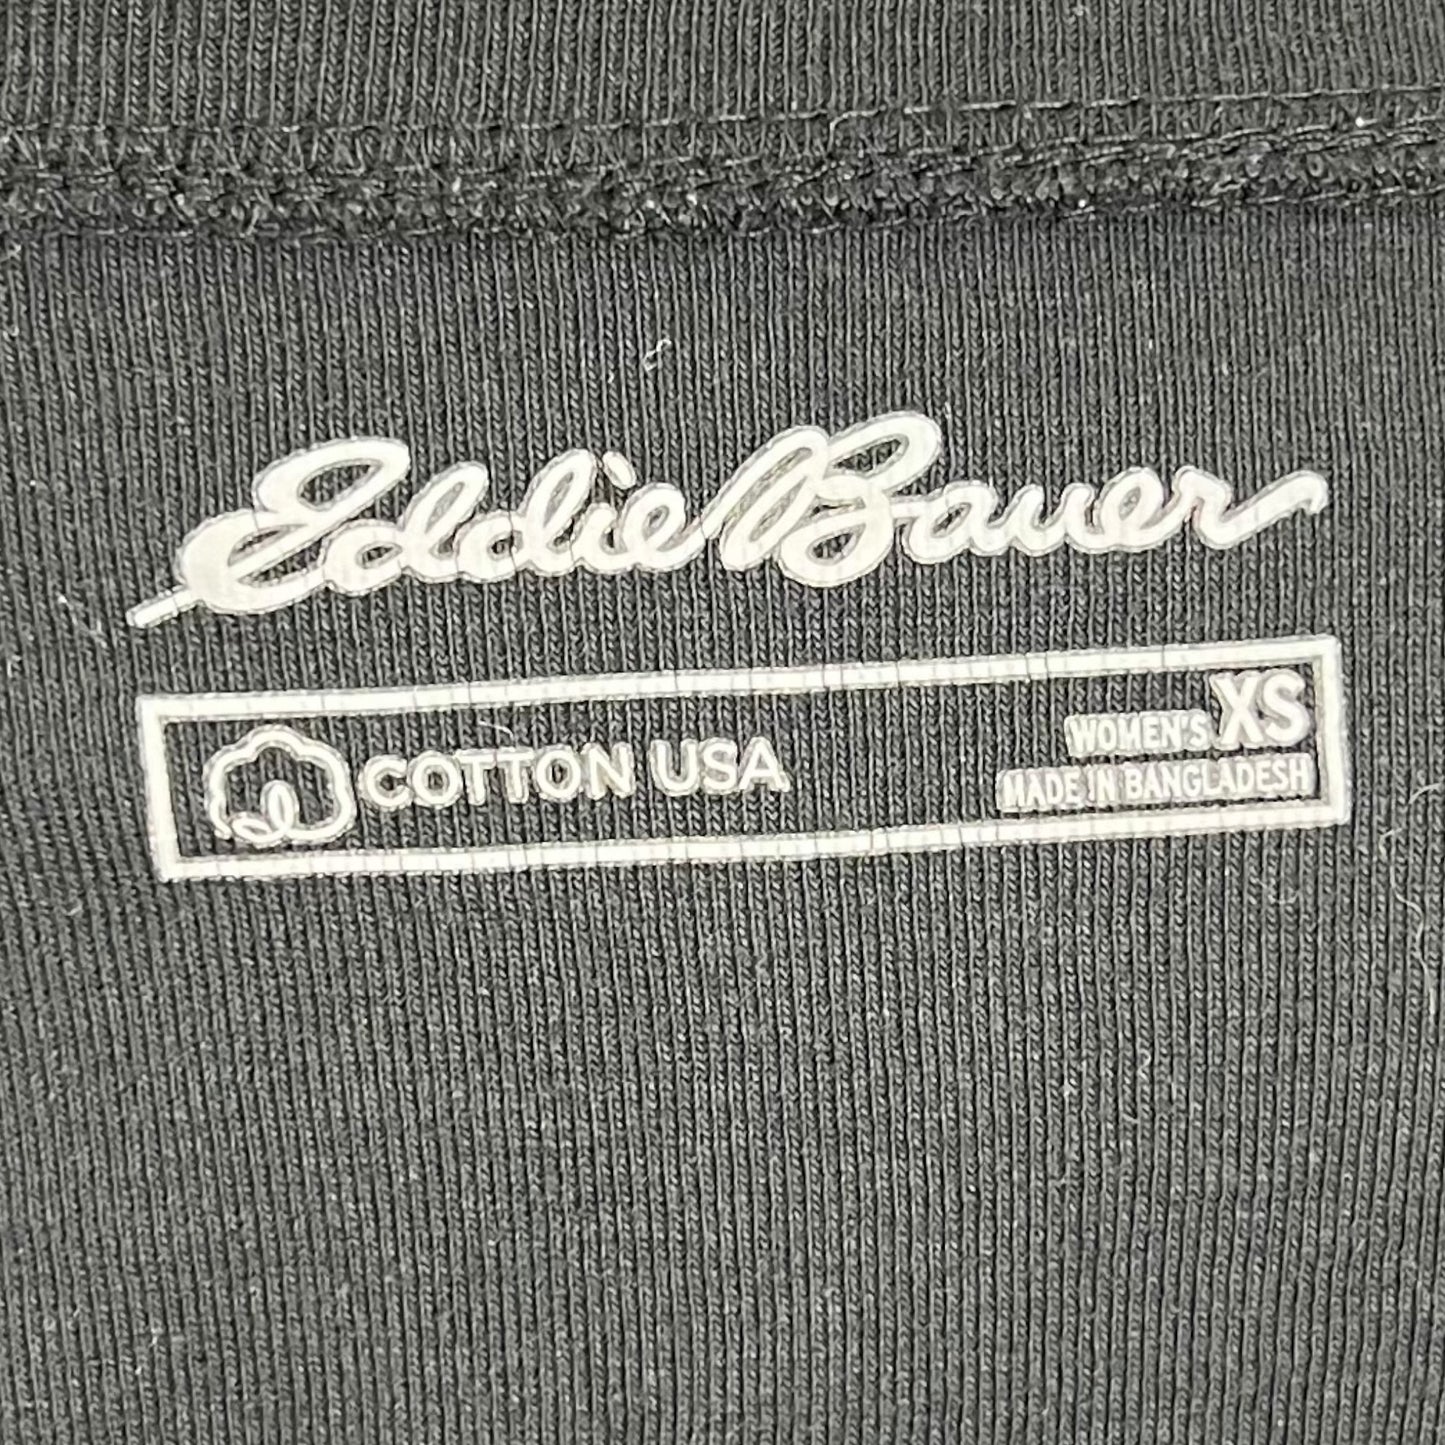 Eddie Bauer
COTTON USA
WOMEN'S XS
MADE IN BANGLADESH